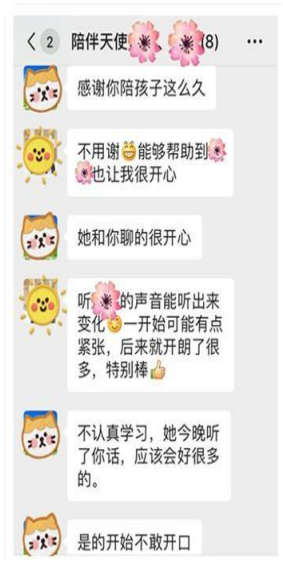 2 陪伴天使 (8) ...
感谢你陪孩子这么久
不用谢😄能够帮助到
也让我很开心
她和你聊的很开心
听 的声音能听出来
变化😊一开始可能有点
紧张，后来就开朗了很
多，特别棒👍
不认真学习，她今晚听
了你话，应该会好很多
的。
是的开始不敢开口